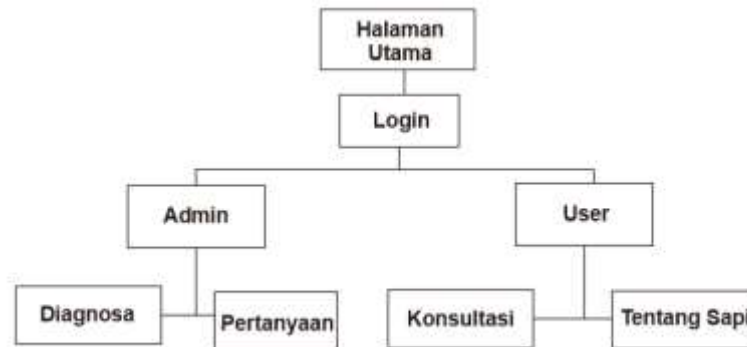 Halaman
Utama
Login
Admin
User
Diagnosa
Pertanyaan
Konsultasi
Tentang Sapi